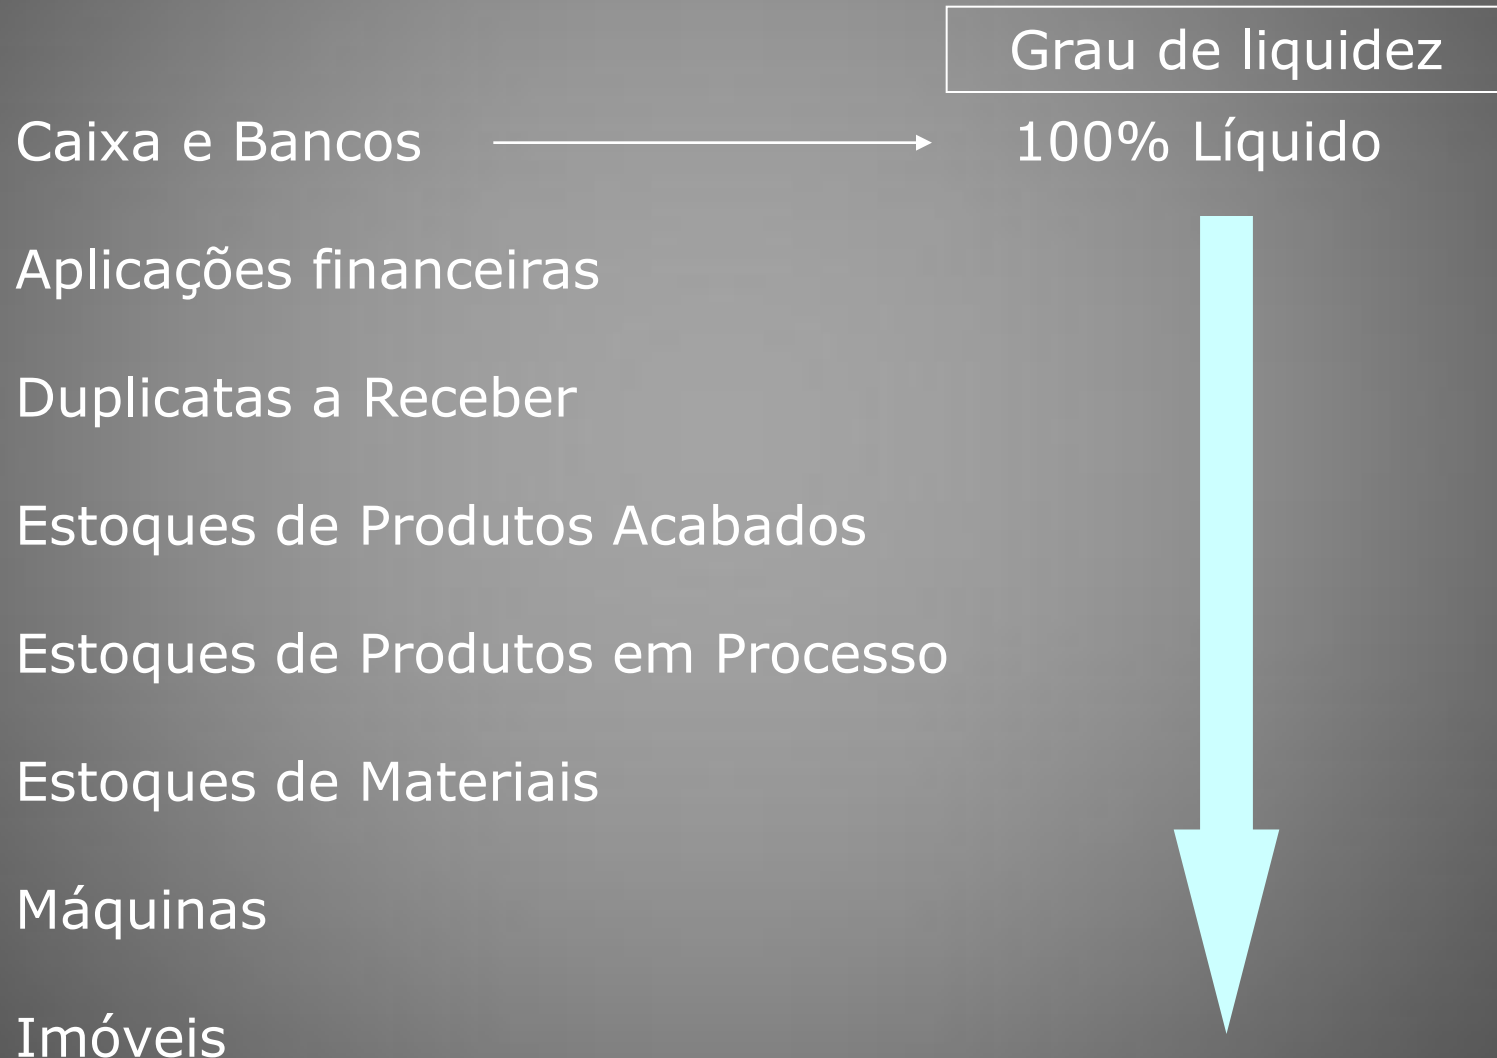 Grau de liquidez
Caixa e Bancos 100% Líquido
Aplicações financeiras
Duplicatas a Receber
Estoques de Produtos Acabados
Estoques de Produtos em Processo
Estoques de Materiais
Máquinas
Imóveis